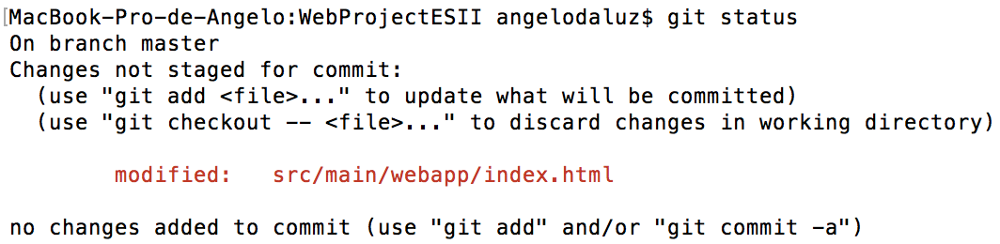 [MacBook-Pro-de-Angelo:WebProjectESII angelodaluz$ git status
On branch master
Changes not staged for commit:
  (use "git add <file>..." to update what will be committed)
  (use "git checkout -- <file>..." to discard changes in working directory)
        modified:   src/main/webapp/index.html
no changes added to commit (use "git add" and/or "git commit -a")